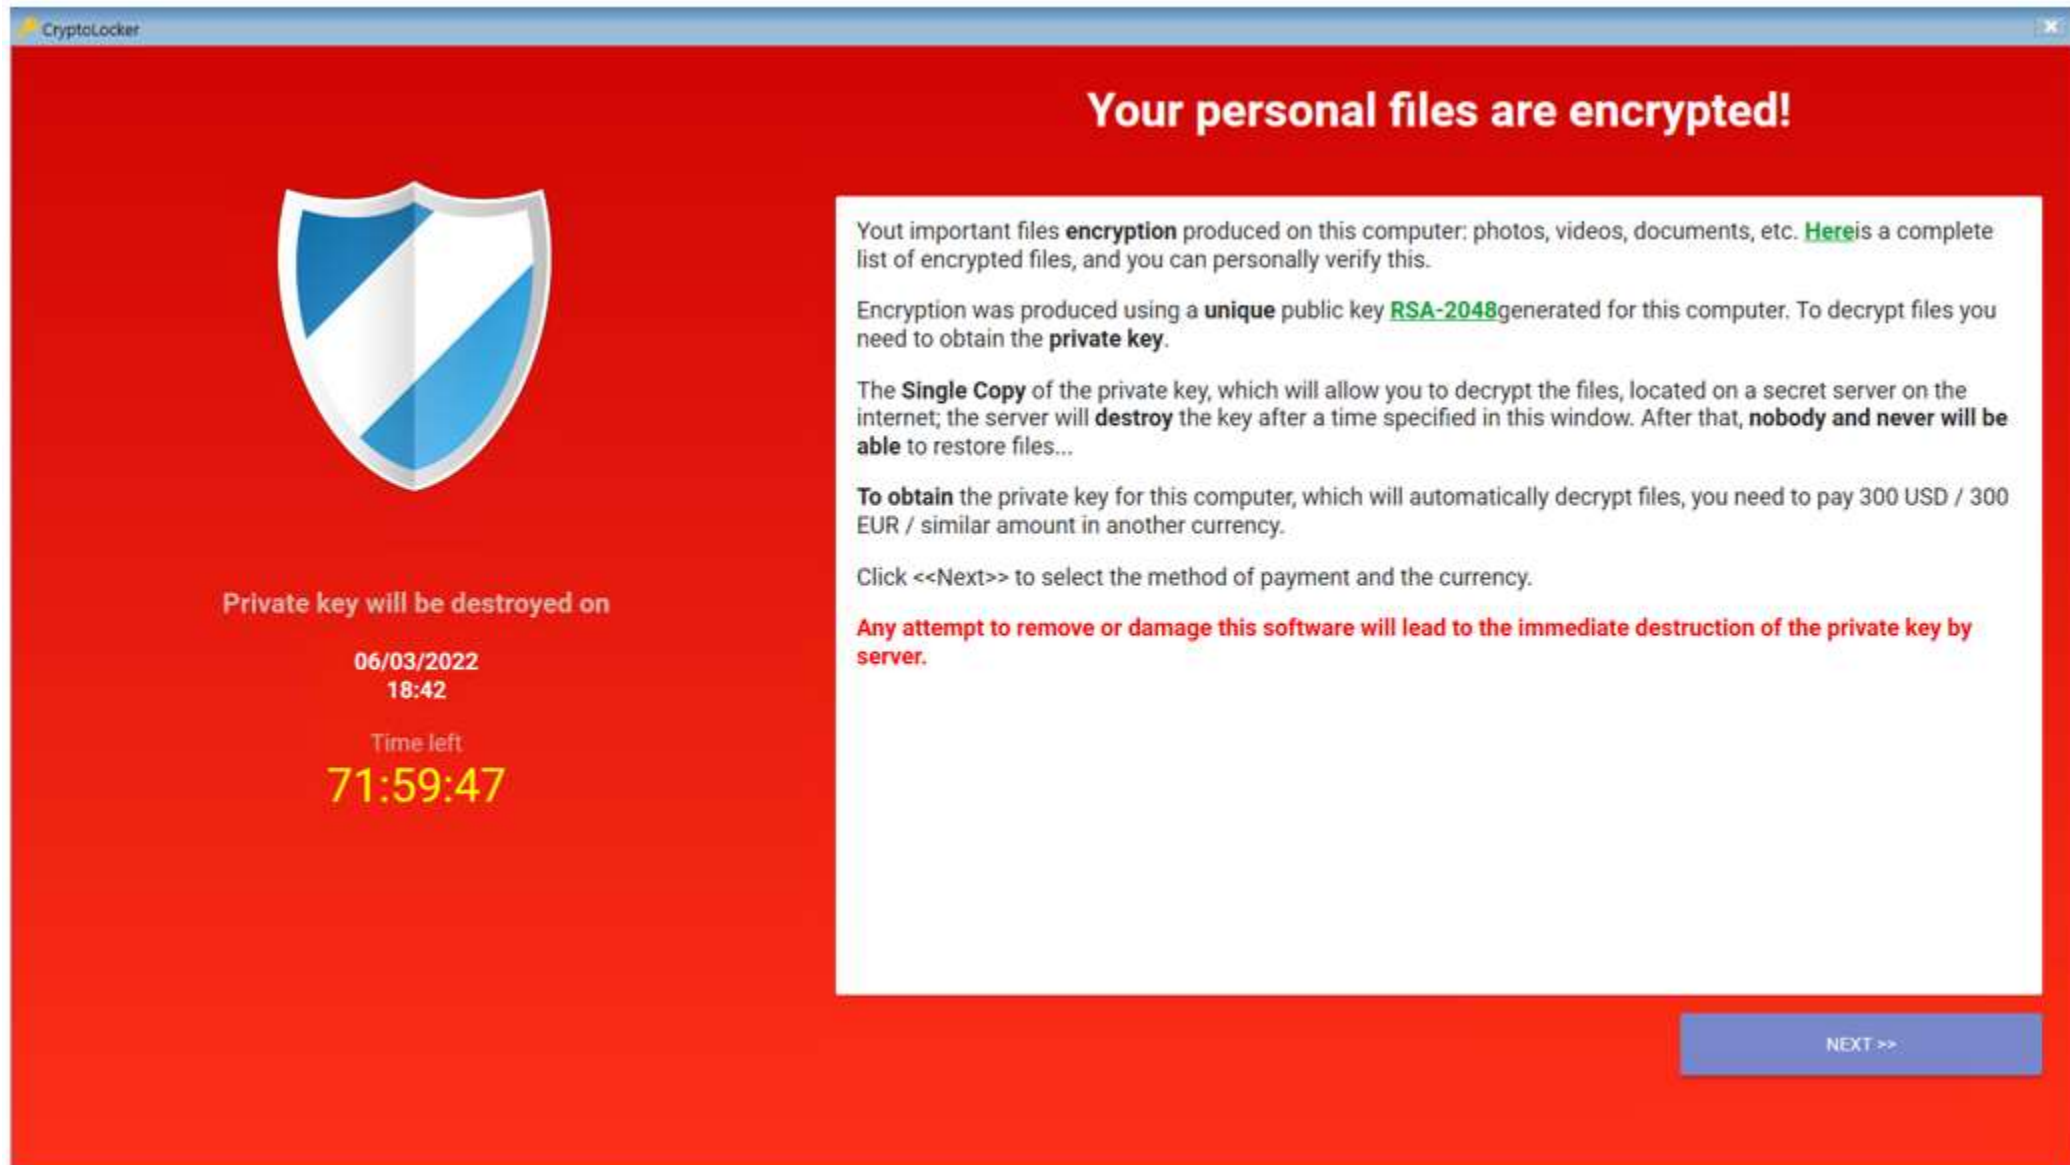 CryptoLocker
Your personal files are encrypted!
Yout important files encryption produced on this computer: photos, videos, documents, etc. Hereis a complete
list of encrypted files, and you can personally verify this.
Encryption was produced using a unique public key RSA-2048generated for this computer. To decrypt files you
need to obtain the private key.
The Single Copy of the private key, which will allow you to decrypt the files, located on a secret server on the
internet; the server will destroy the key after a time specified in this window. After that, nobody and never will be
able to restore files...
To obtain the private key for this computer, which will automatically decrypt files, you need to pay 300 USD / 300
EUR / similar amount in another currency.
Click <<Next>> to select the method of payment and the currency.
Any attempt to remove or damage this software will lead to the immediate destruction of the private key by
server.
Private key will be destroyed on
06/03/2022
18:42
Time left
71:59:47
NEXT >>